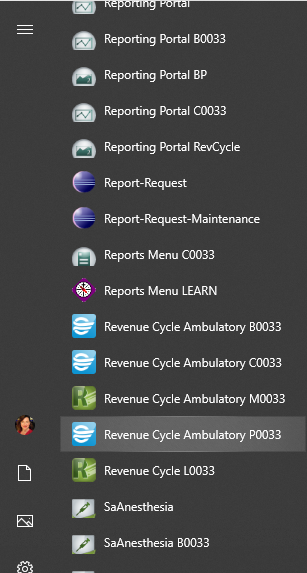 Reporting Portal
Reporting Portal B0033
Reporting Portal BP
Reporting Portal C0033
Reporting Portal RevCycle
Report-Request
Report-Request-Maintenance
Reports Menu C0033
Reports Menu LEARN
Revenue Cycle Ambulatory B0033
Revenue Cycle Ambulatory C0033
Revenue Cycle Ambulatory M0033
Revenue Cycle Ambulatory P0033
Revenue Cycle L0033
SaAnesthesia
SaAnesthesia B0033